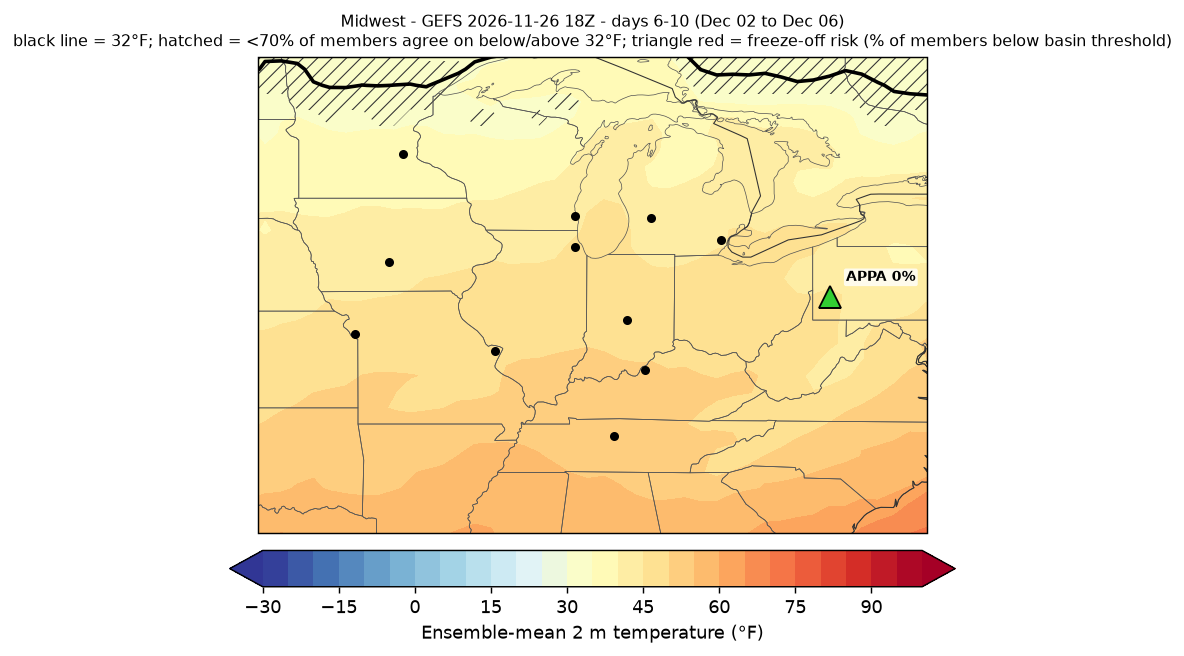 Midwest - GEFS 2026-11-26 18Z - days 6-10 (Dec 02 to Dec 06)
black line = 32°F; hatched = <70% of members agree on below/above 32°F; triangle red = freeze-off risk (% of members below basin threshold)
APPA 0%
−30 −15 0 15 30 45 60 75 90
Ensemble-mean 2 m temperature (°F)